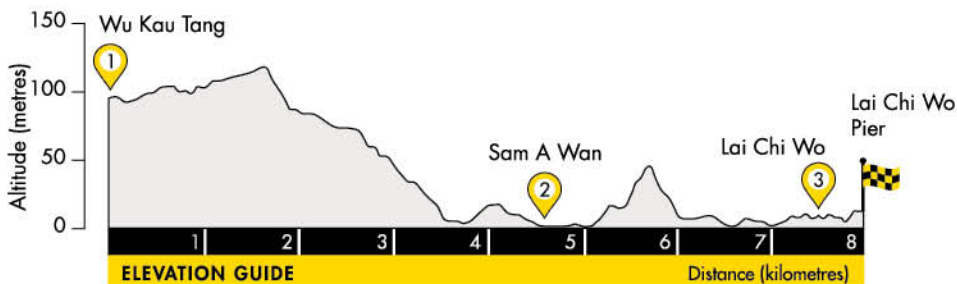 150
Wu Kau Tang
1
100
Altitude (metres)
50
0
Sam A Wan
2
Lai Chi Wo
3
Lai Chi Wo
Pier
1 2 3 4 5 6 7 8
ELEVATION GUIDE Distance (kilometres)